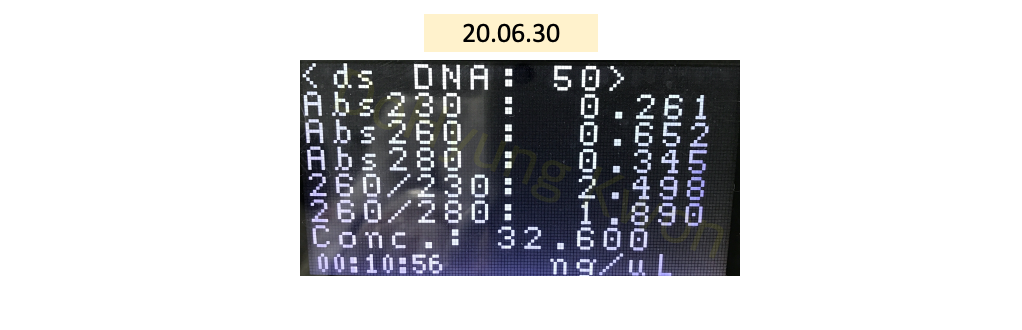 20.06.30
<ds DNA: 50>
Abs230 : 0.261
Abs260 : 0.652
Abs280 : 0.345
260/230: 2.498
260/280: 1.890
Conc.: 32.600
00:10:56 ng/uL